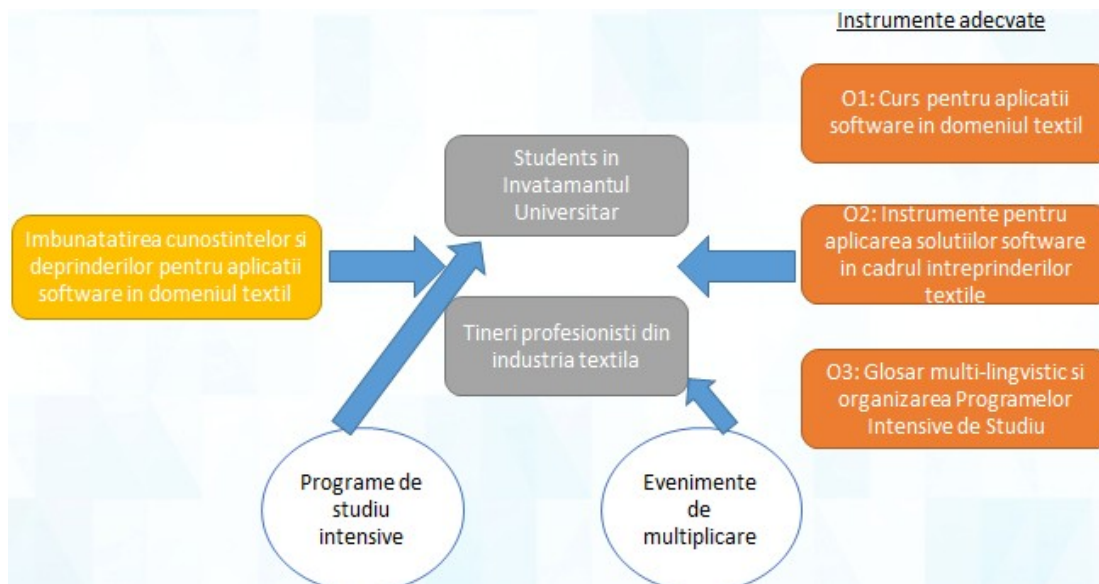 Instrumente adecvate
O1: Curs pentru aplicatii
software in domeniul textil
Students in
Invatamantul
Universitar
O2: Instrumente pentru
aplicarea solutiilor software
in cadrul intreprinderilor
textile
Imbunatatirea cunostintelor si
deprinderilor pentru aplicatii
software in domeniul textil
Tineri profesionisti din
industria textila
O3: Glosar multi-lingvistic si
organizarea Programelor
Intensive de Studiu
Programe de
studiu
intensive
Evenimente
de
multiplicare